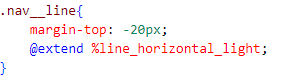 .nav__line{
    margin-top: -20px;
    @extend %line_horizontal_light;
}